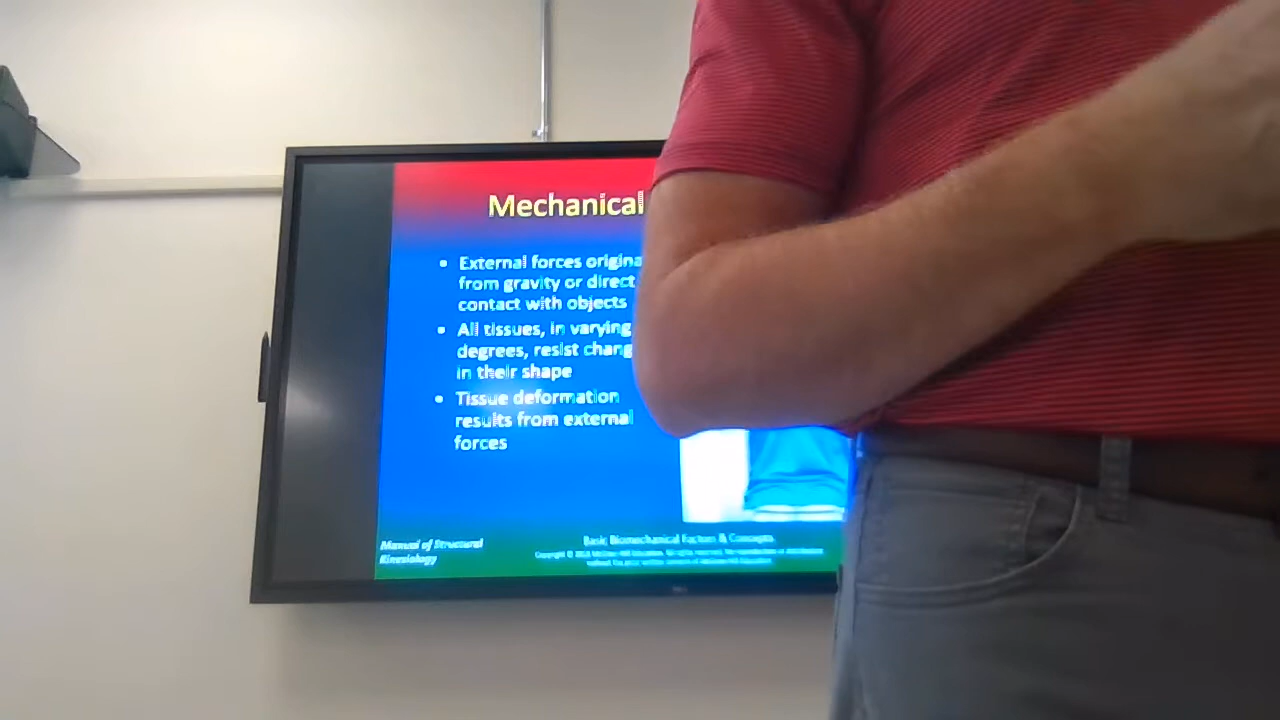 Mechanical
• External forces origina
from gravity or direct
contact with objects
• All tissues, in varying
degrees, resist chang
in their shape
• Tissue deformation
results from external
forces
Manual of Structural
Kinesiology
Basic Biomechanical Factors & Concepts